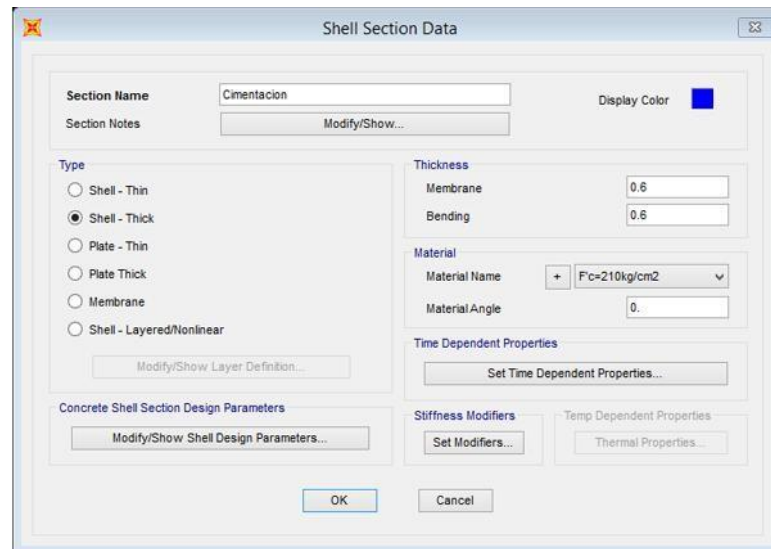 Shell Section Data
Section Name
Cimentacion
Display Color
Section Notes
Modify/Show...
Type
Shell - Thin
Shell - Thick
Plate - Thin
Plate Thick
Membrane
Shell - Layered/Nonlinear
Modify/Show Layer Definition...
Thickness
Membrane
0.6
Bending
0.6
Material
Material Name
+
F'c=210kg/cm2
Material Angle
0.
Time Dependent Properties
Set Time Dependent Properties...
Concrete Shell Section Design Parameters
Modify/Show Shell Design Parameters...
Stiffness Modifiers
Set Modifiers...
Temp Dependent Properties
Thermal Properties...
OK
Cancel